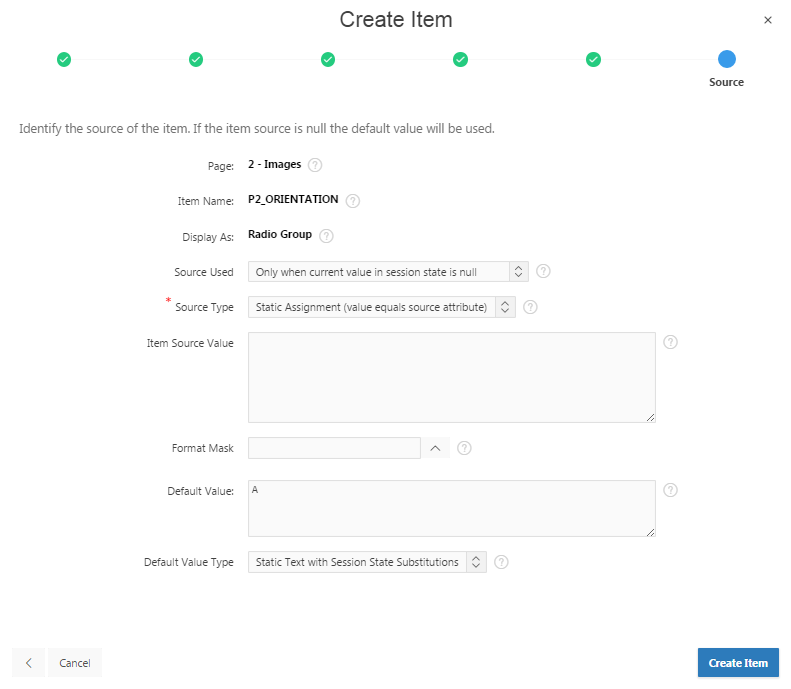 Create Item
×
Source
Identify the source of the item. If the item source is null the default value will be used.
Page: 2 - Images ?
Item Name: P2_ORIENTATION ?
Display As: Radio Group ?
Source Used Only when current value in session state is null ?
* Source Type Static Assignment (value equals source attribute) ?
Item Source Value ?
Format Mask ?
Default Value: A ?
Default Value Type Static Text with Session State Substitutions ?
Cancel Create Item